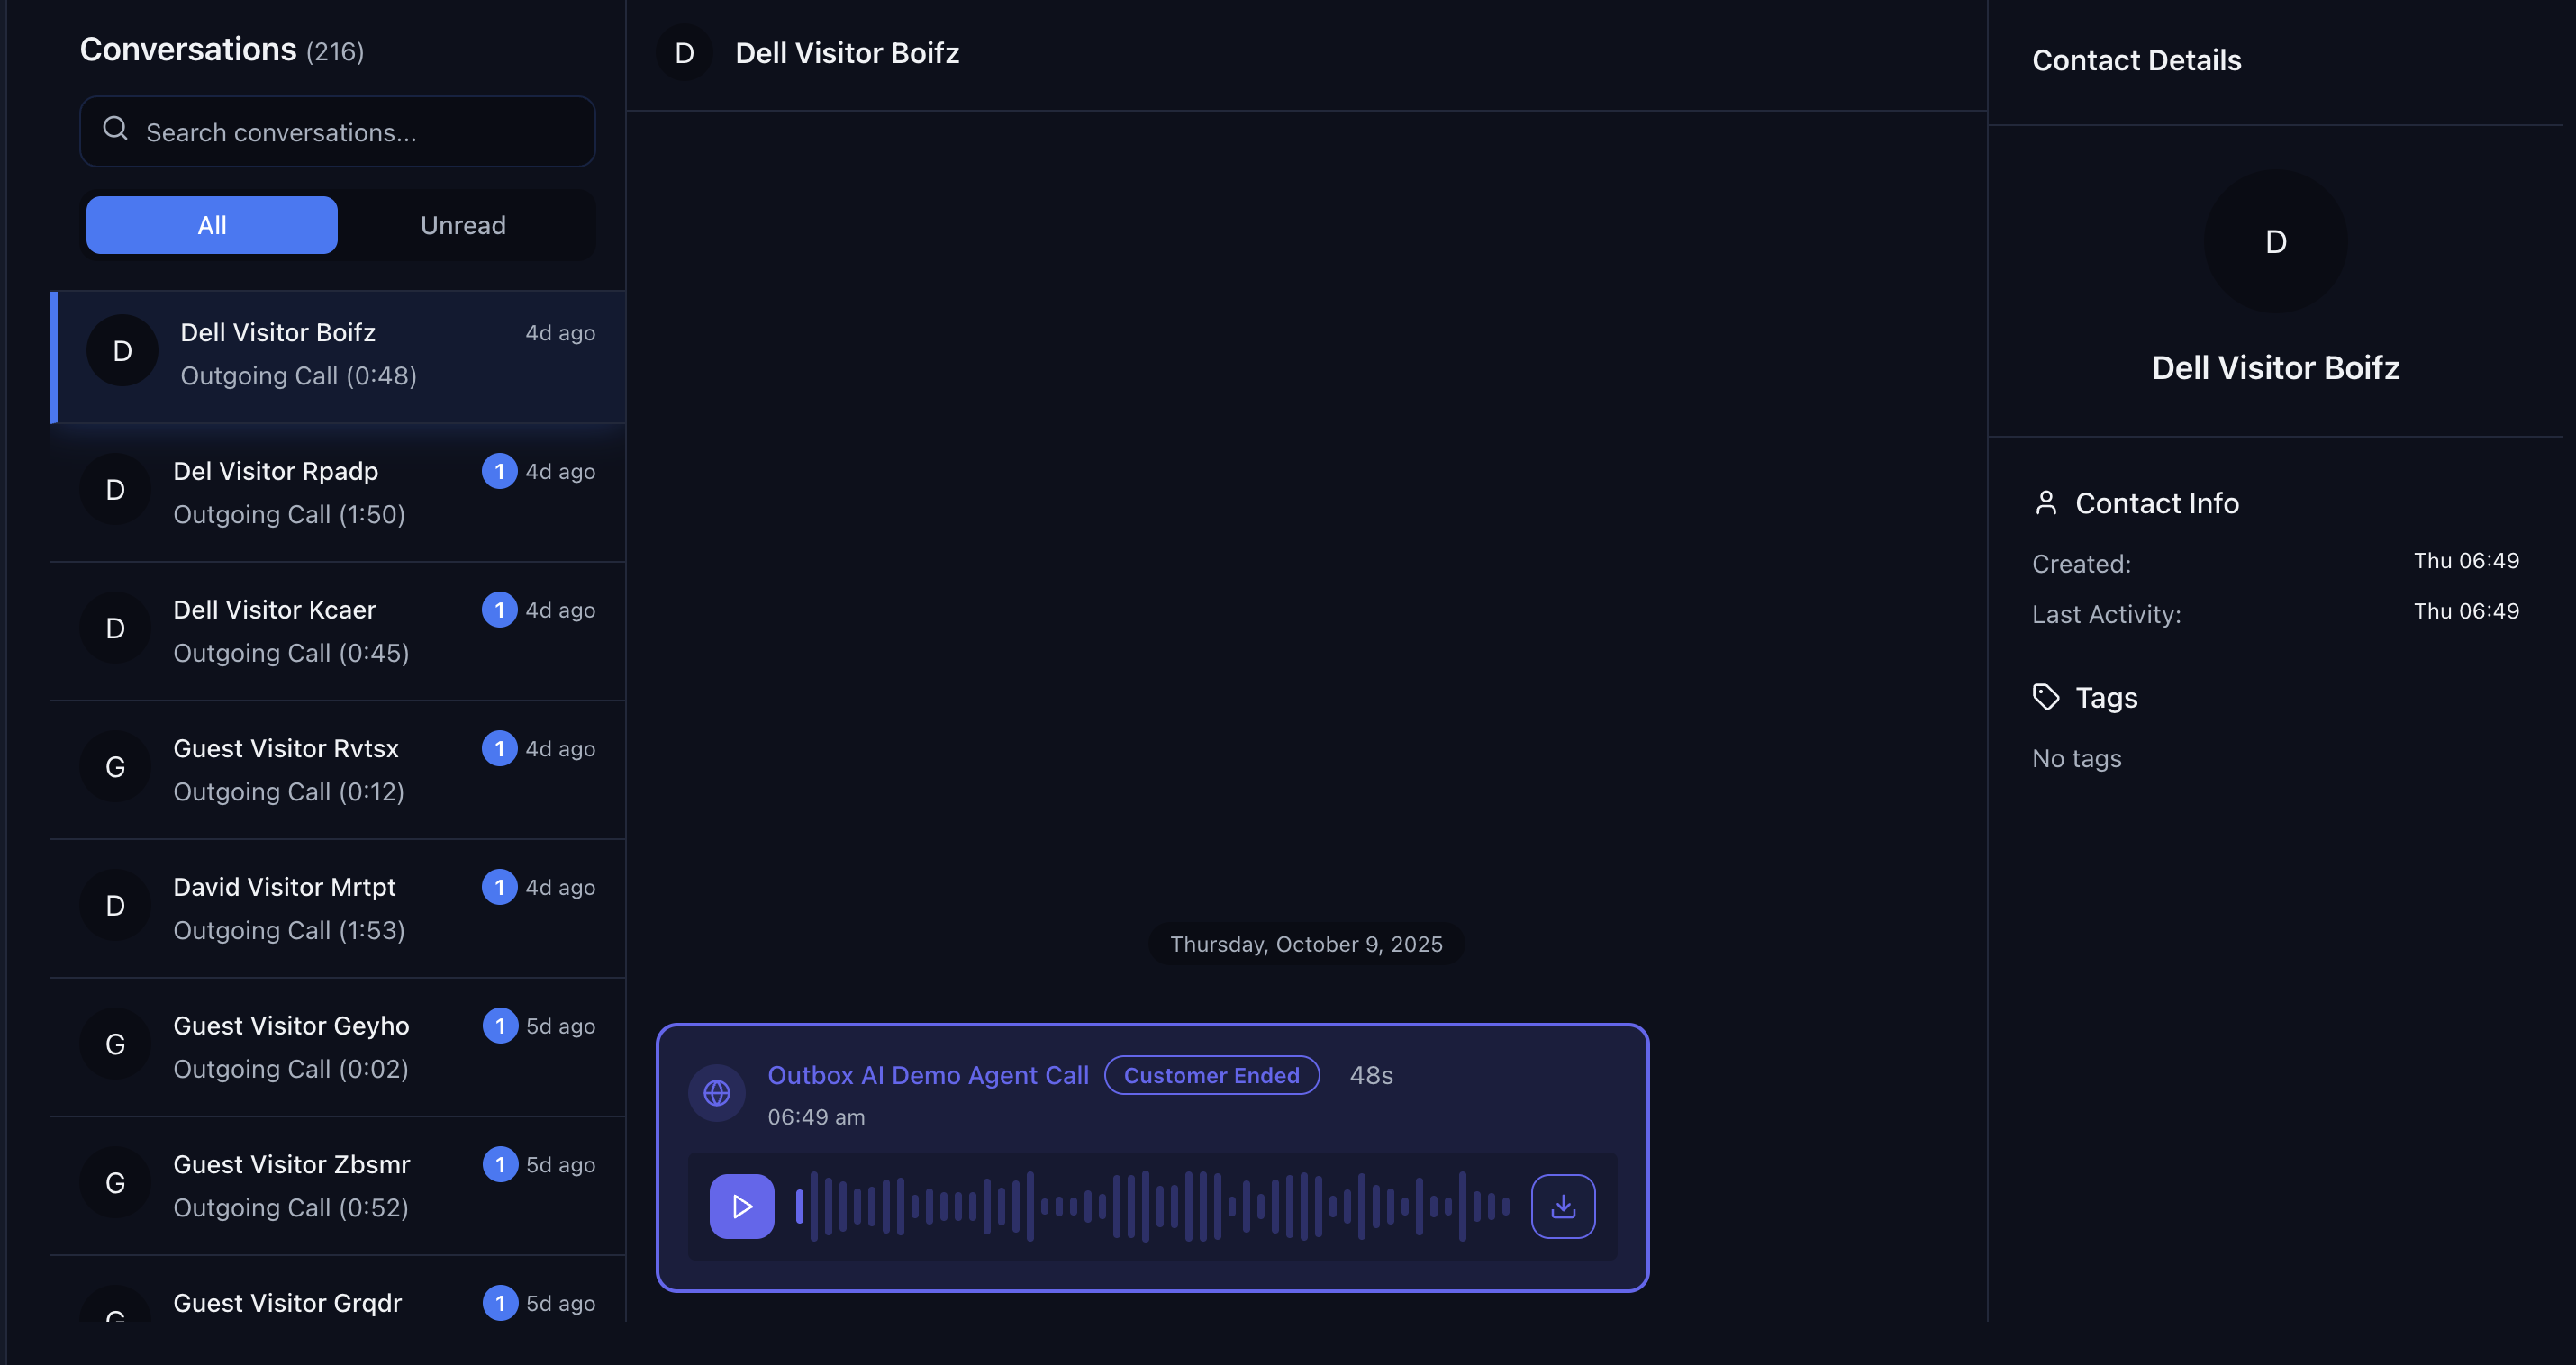 Conversations (216)
Search conversations...
All
Unread
D
Dell Visitor Boifz
4d ago
Outgoing Call (0:48)
D
Del Visitor Rpadp
1
4d ago
Outgoing Call (1:50)
D
Dell Visitor Kcaer
1
4d ago
Outgoing Call (0:45)
G
Guest Visitor Rvtsx
1
4d ago
Outgoing Call (0:12)
D
David Visitor Mrtpt
1
4d ago
Outgoing Call (1:53)
G
Guest Visitor Geyho
1
5d ago
Outgoing Call (0:02)
G
Guest Visitor Zbsmr
1
5d ago
Outgoing Call (0:52)
G
Guest Visitor Grqdr
1
5d ago
D
Dell Visitor Boifz
Thursday, October 9, 2025
Outbox AI Demo Agent Call
Customer Ended
48s
06:49 am
Contact Details
D
Dell Visitor Boifz
Contact Info
Created:
Thu 06:49
Last Activity:
Thu 06:49
Tags
No tags